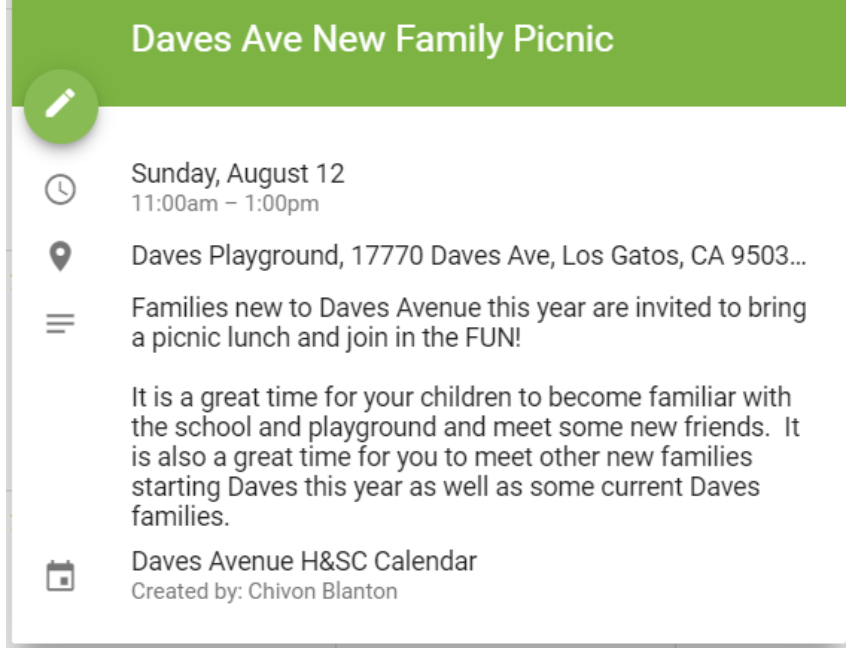 Daves Ave New Family Picnic
Sunday, August 12
11:00am – 1:00pm
Daves Playground, 17770 Daves Ave, Los Gatos, CA 9503...
Families new to Daves Avenue this year are invited to bring
a picnic lunch and join in the FUN!
It is a great time for your children to become familiar with
the school and playground and meet some new friends.  It
is also a great time for you to meet other new families
starting Daves this year as well as some current Daves
families.
Daves Avenue H&SC Calendar
Created by: Chivon Blanton